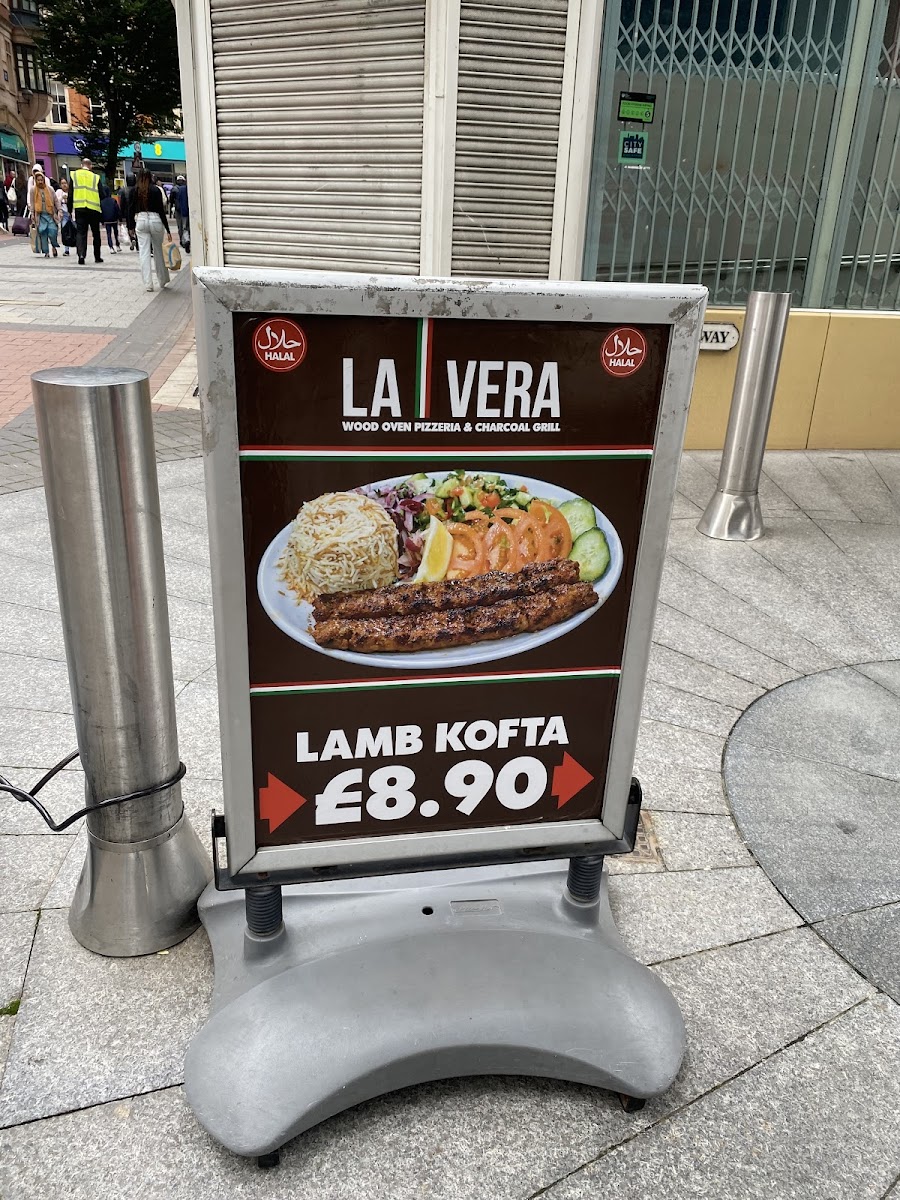 CITY
SAFE
WAY
حلال
HALAL
حلال
HALAL
LA VERA
WOOD OVEN PIZZERIA & CHARCOAL GRILL
LAMB KOFTA
£8.90